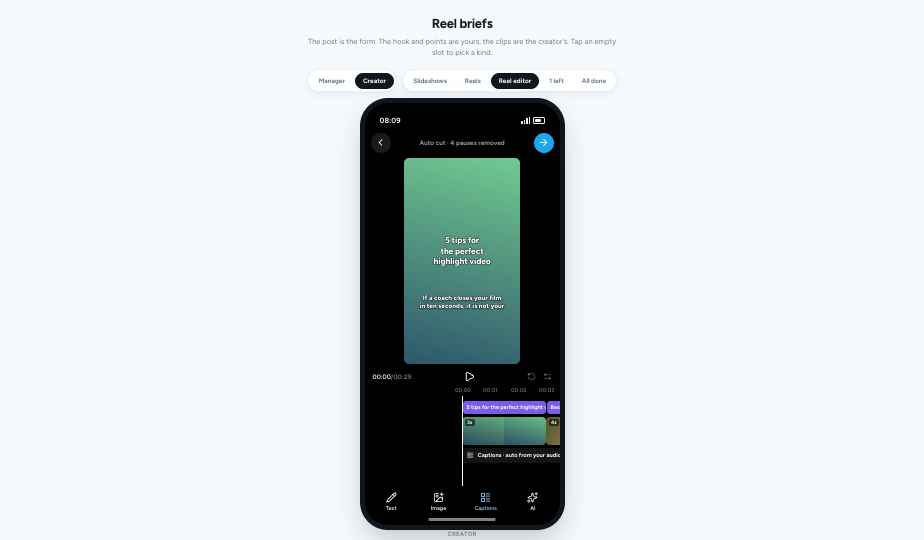 Reel briefs
The post is the form. The hook and points are yours, the clips are the creator's. Tap an empty
slot to pick a kind.
Manager Creator Slideshows Reels Reel editor 1 left All done
08:09
Auto cut · 4 pauses removed
5 tips for
the perfect
highlight video
If a coach closes your film
in ten seconds, it is not your
00:00/00:29
00:00 00:01 00:02 00:03
5 tips for the perfect highlight
3s 4s
Captions · auto from your audio
Text Image Captions AI
CREATOR